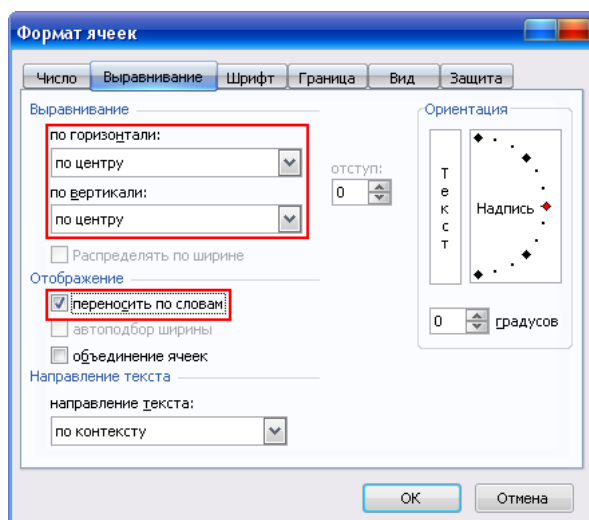 Формат ячеек
Число Выравнивание Шрифт Граница Вид Защита
Выравнивание
по горизонтали:
по центру
по вертикали:
по центру
отступ:
0
Распределять по ширине
Отображение
переносить по словам
автоподбор ширины
объединение ячеек
Направление текста
направление текста:
по контексту
Ориентация
Текст
Надпись
0 градусов
ОК Отмена